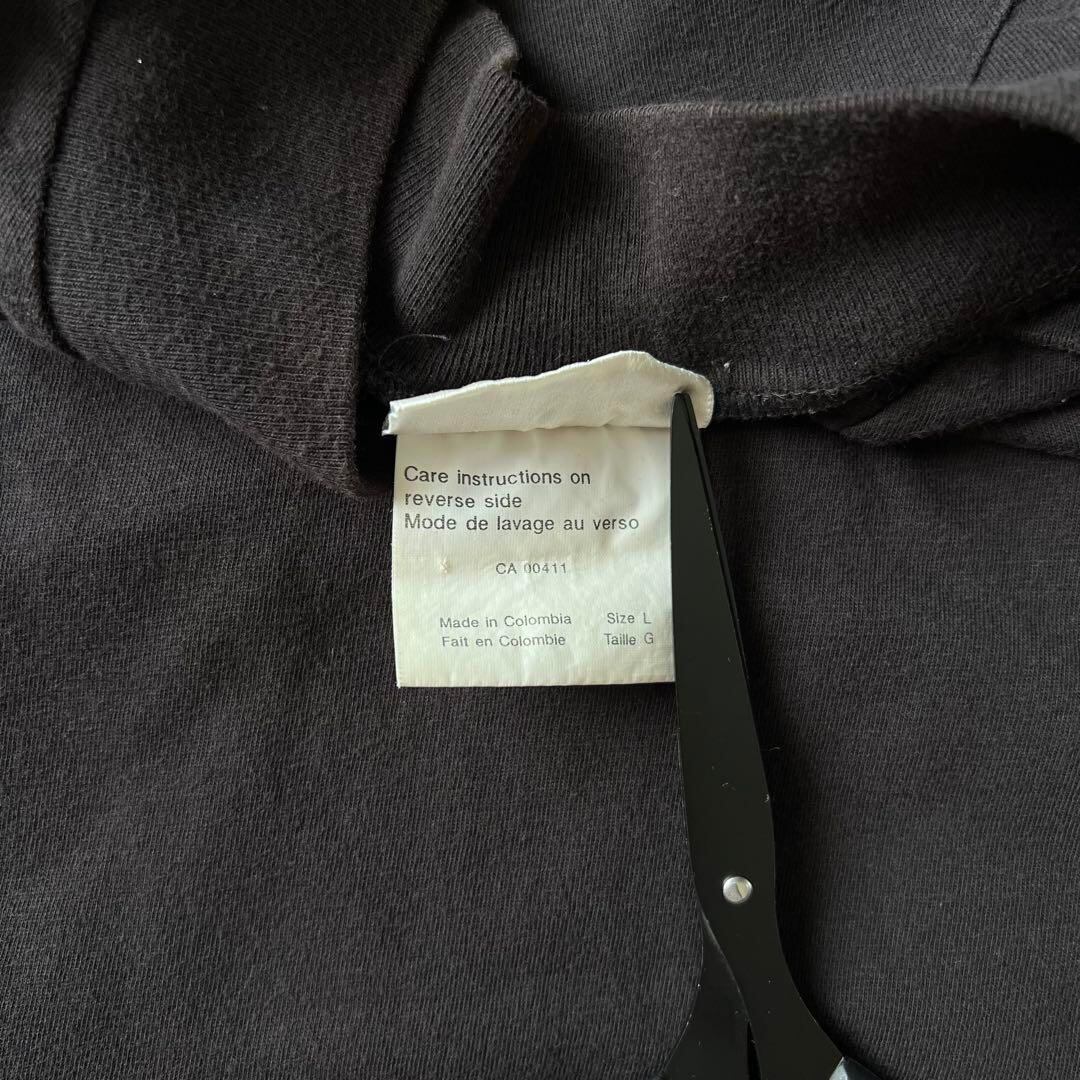 Care instructions on
reverse side
Mode de lavage au verso
CA 00411
Made in Colombia Size L
Fait en Colombie Taille G